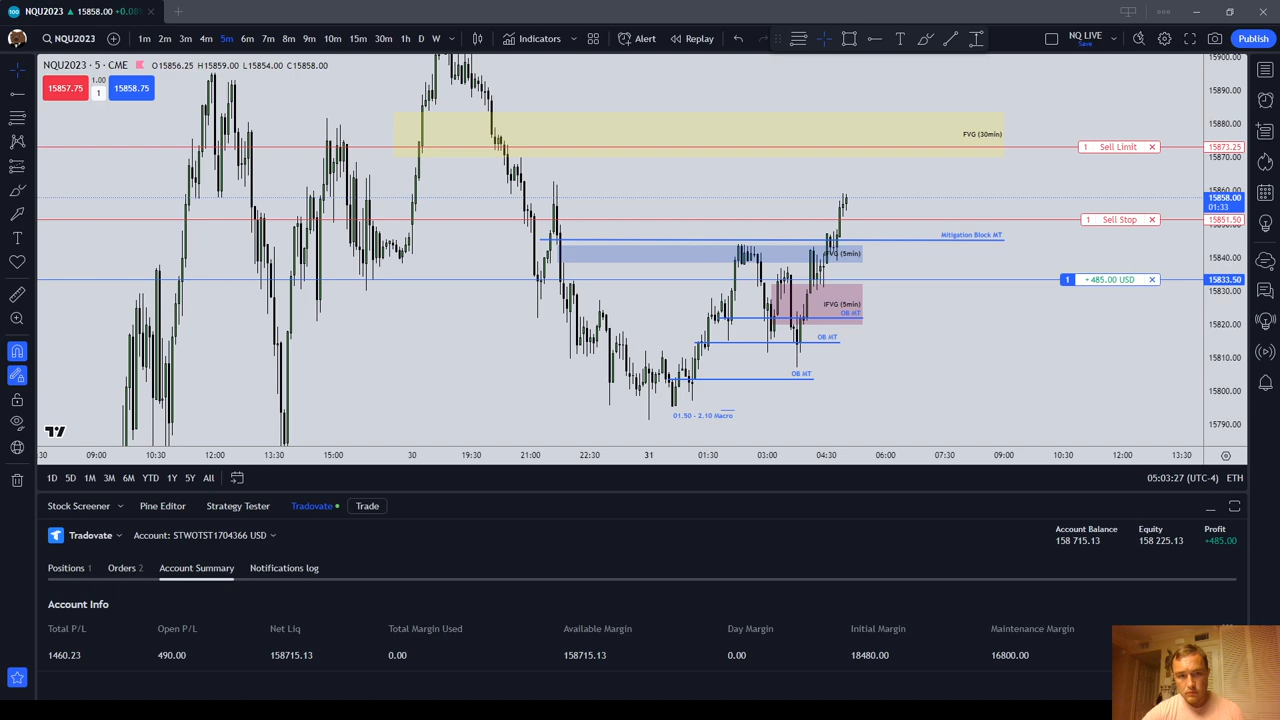 NQU2023 ▲ 15858.00 +0.08%
NQU2023 1m 2m 3m 4m 5m 6m 7m 8m 9m 10m 15m 30m 1h D W Indicators Alert Replay NQ LIVE Save Publish
NQU2023 · 5 · CME O15856.25 H15859.00 L15854.00 C15858.00
15857.75 1.00 1 15858.75
15900.00
15890.00
15880.00
FVG (30min)
1 Sell Limit 15873.25
15870.00
15860.00
15858.00
01:33
1 Sell Stop 15851.50
Mitigation Block MT
15840.00
FVG (5min)
1 +485.00 USD 15833.50
15830.00
IFVG (5min)
OB MT
15820.00
OB MT
15810.00
OB MT
15800.00
01.50 - 2.10 Macro
15790.00
:30 09:00 10:30 12:00 13:30 15:00 16:30 30 19:30 21:00 22:30 31 01:30 03:00 04:30 06:00 07:30 09:00 10:30 12:00 13:30
1D 5D 1M 3M 6M YTD 1Y 5Y All 05:03:27 (UTC-4) ETH
Stock Screener Pine Editor Strategy Tester Tradovate Trade
Tradovate Account: STWOTST1704366 USD
Account Balance Equity Profit
158 715.13 158 225.13 +485.00
Positions 1 Orders 2 Account Summary Notifications log
Account Info
Total P/L Open P/L Net Liq Total Margin Used Available Margin Day Margin Initial Margin Maintenance Margin
1460.23 490.00 158715.13 0.00 158715.13 0.00 18480.00 16800.00